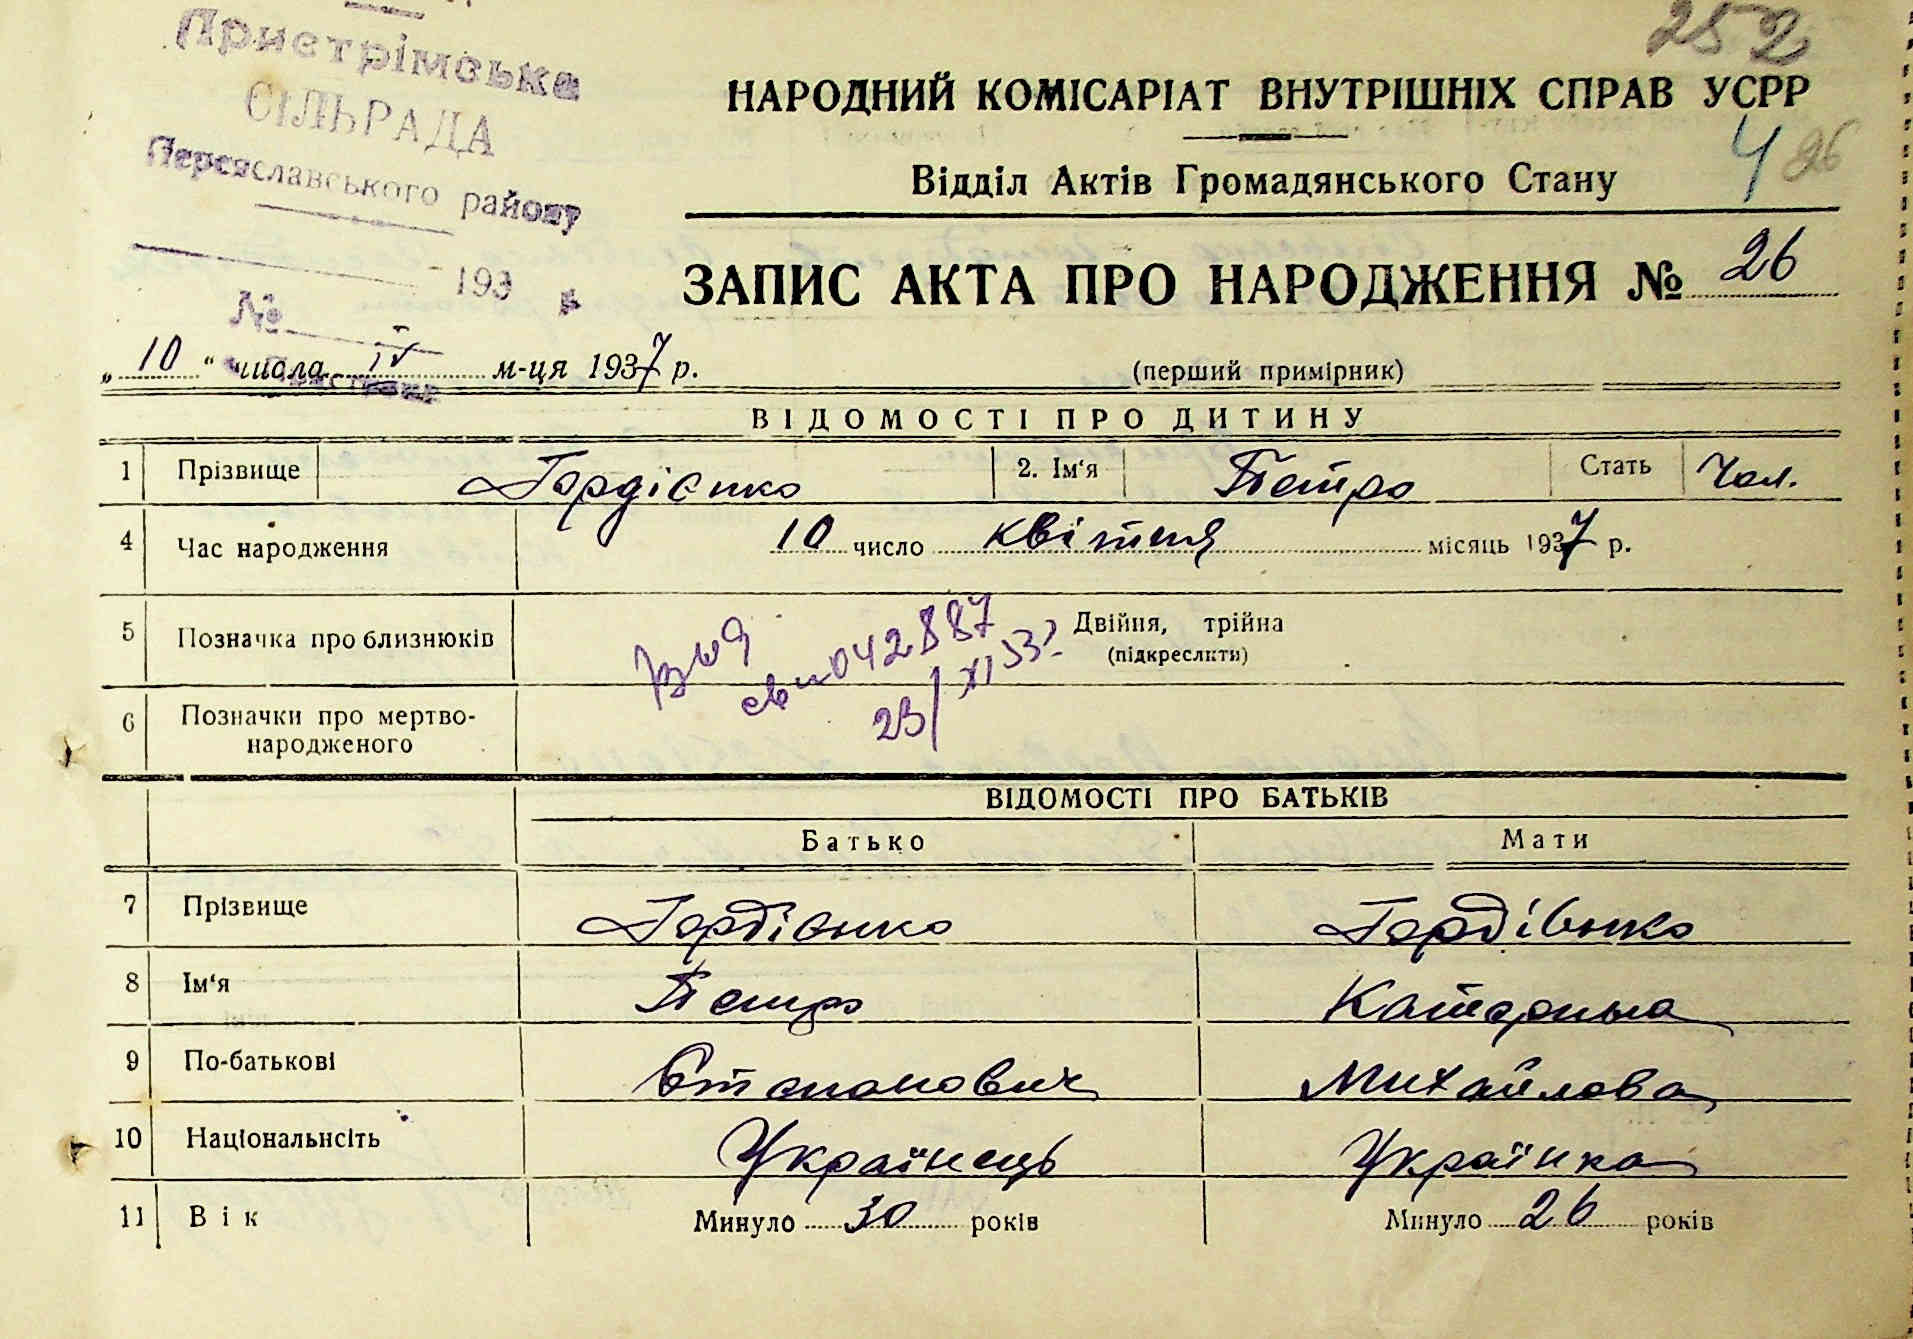 Пристрімська
СІЛЬРАДА
Переяславського району
193 р.
№
252
НАРОДНИЙ КОМІСАРІАТ ВНУТРІШНІХ СПРАВ УСРР
4 26
Відділ Актів Громадянського Стану
ЗАПИС АКТА ПРО НАРОДЖЕННЯ № 26
„ 10 “ числа IV м-ця 1937 р. (перший примірник)
ВІДОМОСТІ ПРО ДИТИНУ
1 Прізвище Гордієнко 2. Ім‘я Петро Стать Чол.
4 Час народження 10 число квітня місяць 1937 р.
5 Позначка про близнюків Двійня, трійня
(підкреслити)
042887
23/XI 53
6 Позначки про мертво-
народженого
ВІДОМОСТІ ПРО БАТЬКІВ
Батько Мати
7 Прізвище Гордієнко Гордієнко
8 Ім‘я Петро Катерина
9 По-батькові Степанович Михайлова
10 Національність Українець Українка
11 Вік Минуло 30 років Минуло 26 років